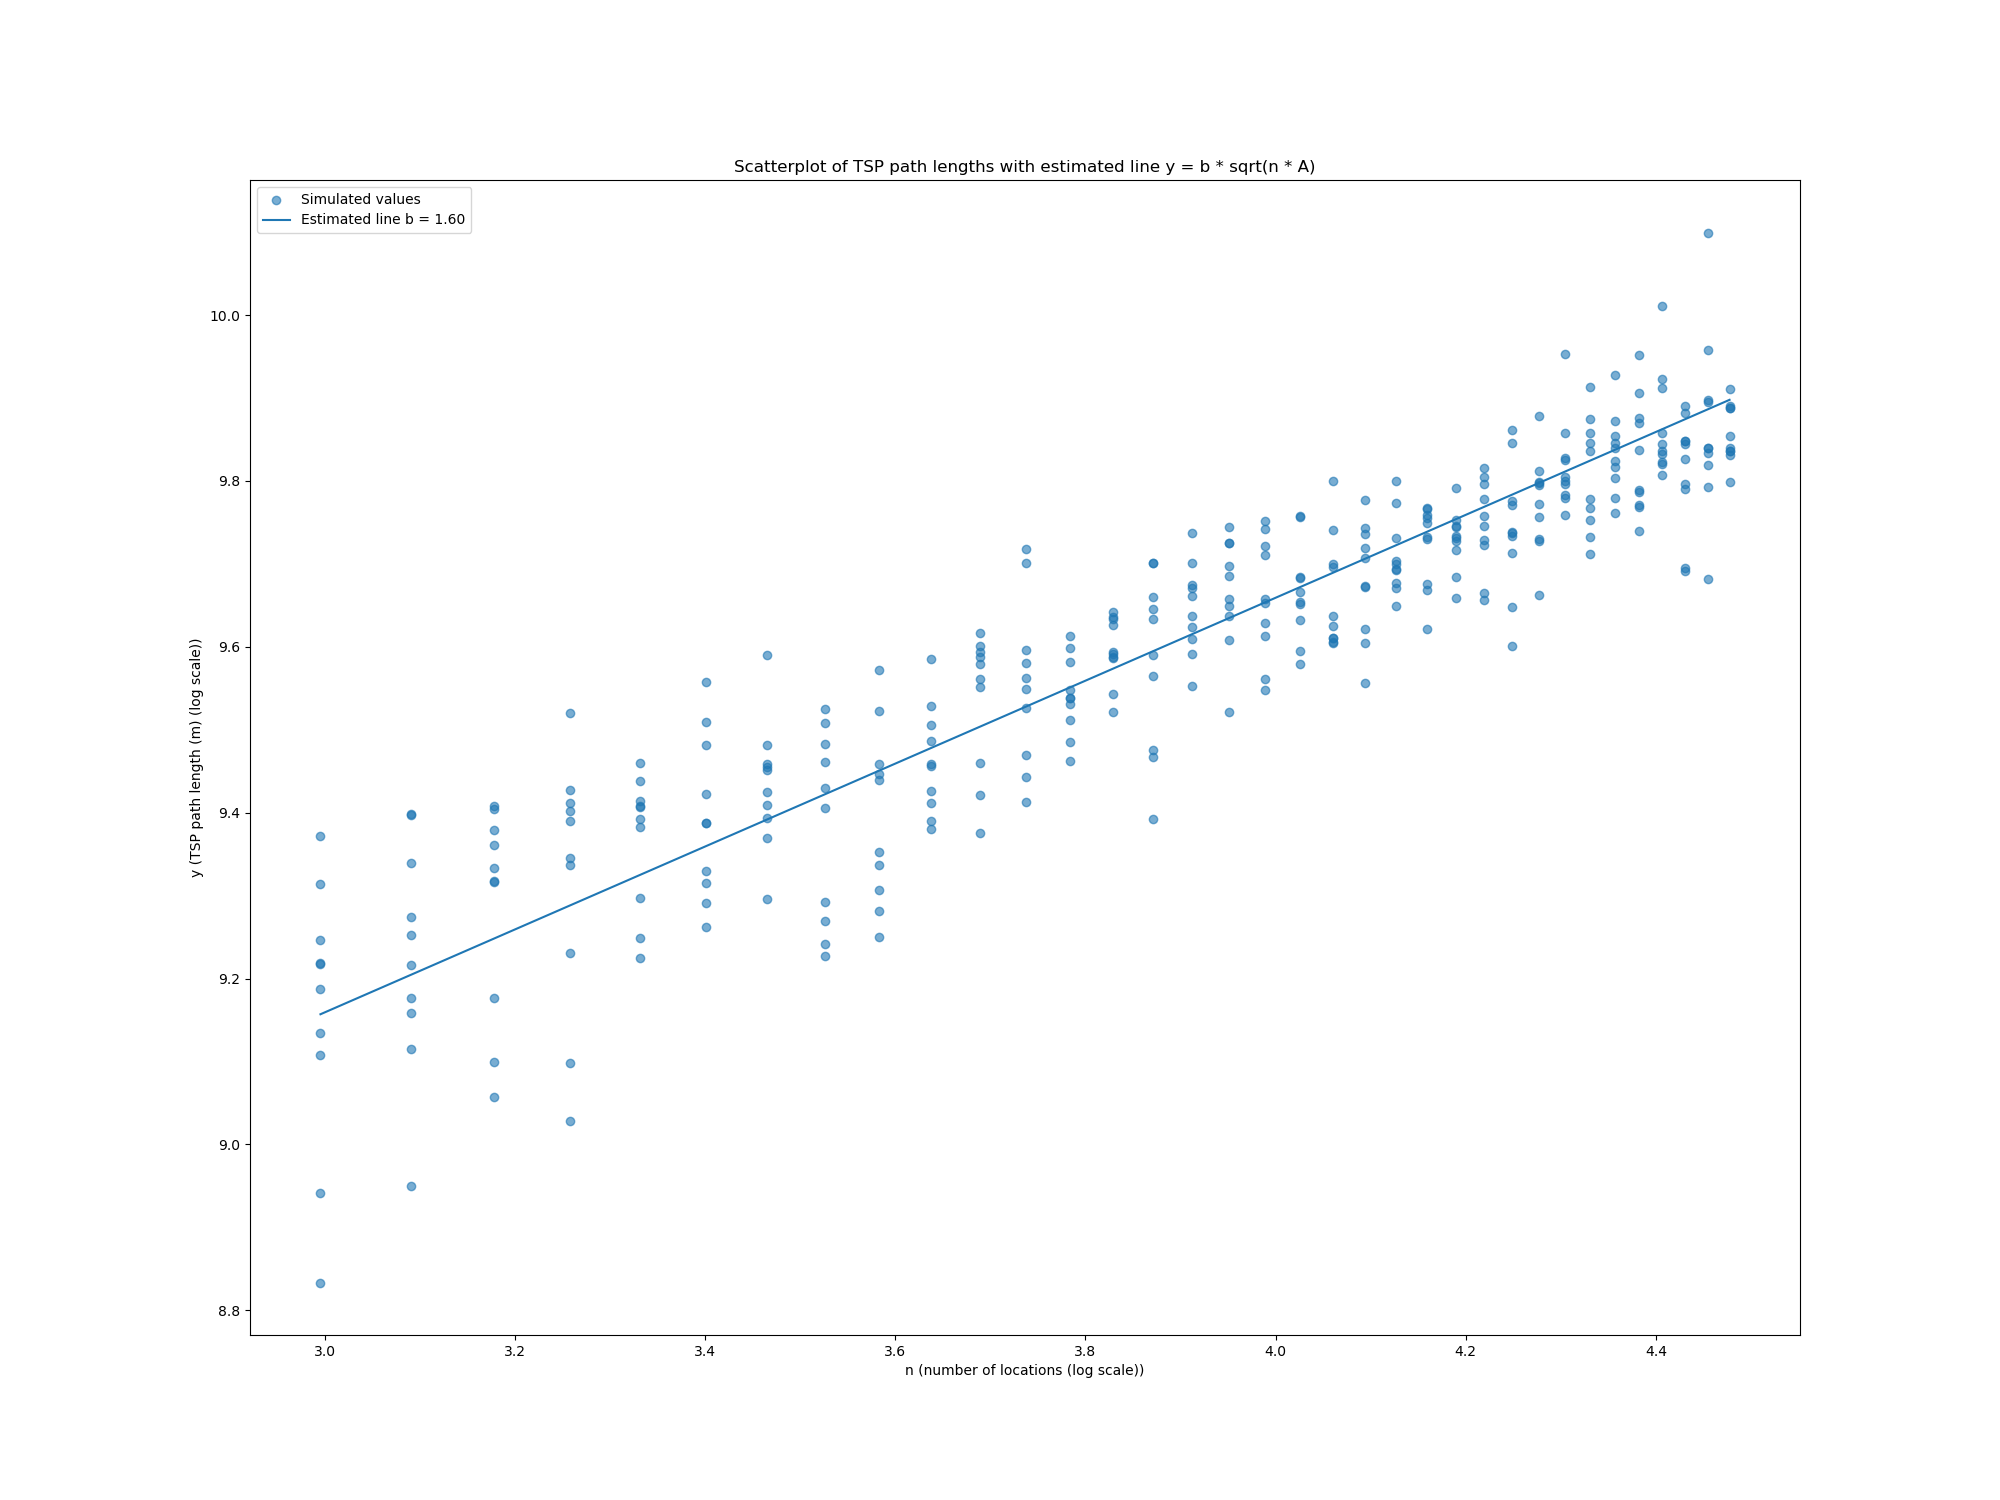 Scatterplot of TSP path lengths with estimated line y = b * sqrt(n * A)
Simulated values
Estimated line b = 1.60
10.0
9.8
9.6
9.4
9.2
9.0
8.8
y (TSP path length (m) (log scale))
3.0 3.2 3.4 3.6 3.8 4.0 4.2 4.4
n (number of locations (log scale))